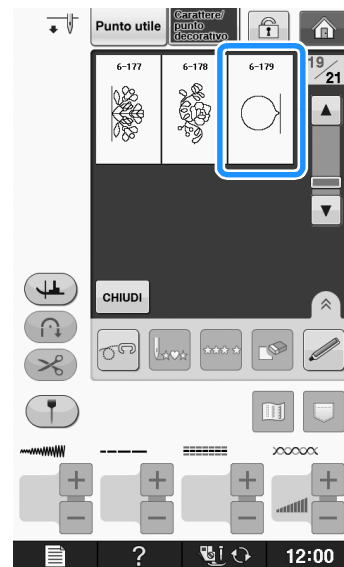 Punto utile
Carattere/
punto
decorativo
6-177
6-178
6-179
19/21
CHIUDI
?
12:00